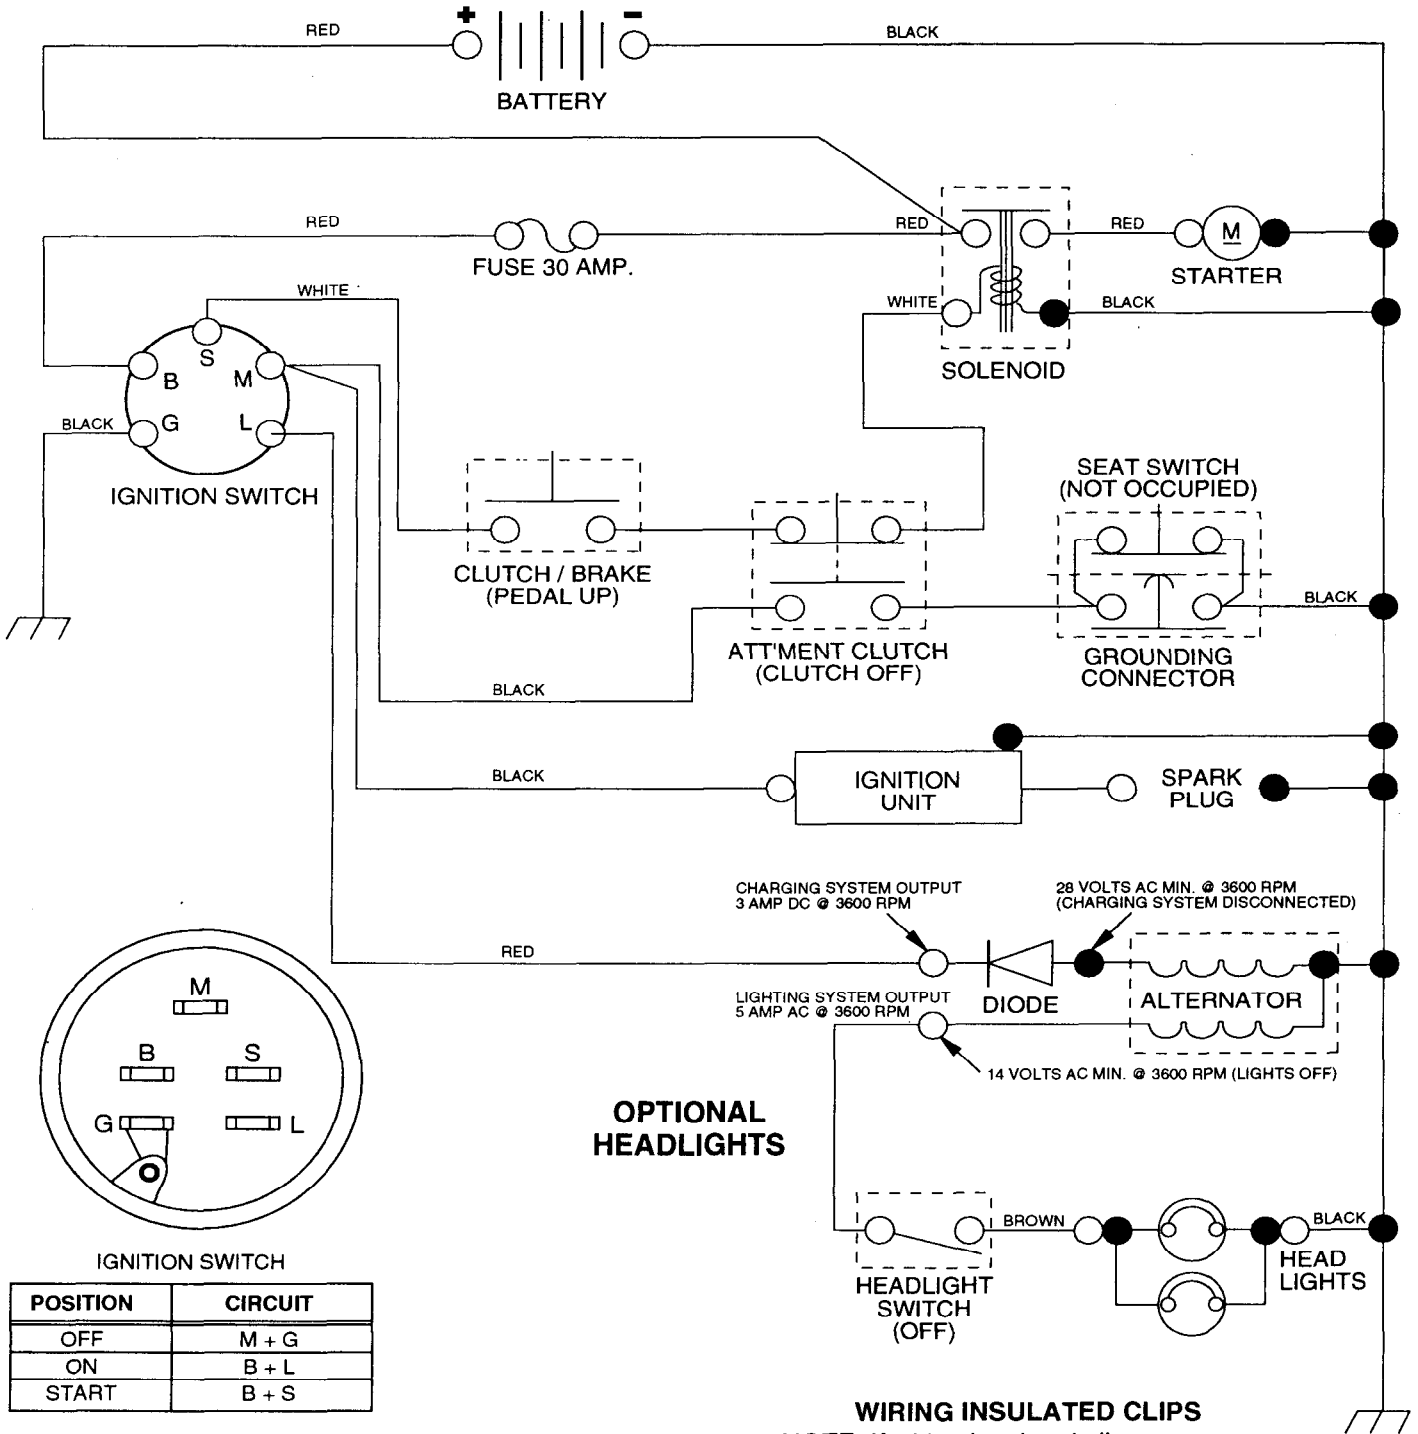 + −
RED
BLACK
BATTERY
RED
RED
RED
M
FUSE 30 AMP.
STARTER
WHITE
WHITE
BLACK
S
B
M
SOLENOID
BLACK
G
L
IGNITION SWITCH
SEAT SWITCH
(NOT OCCUPIED)
CLUTCH / BRAKE
(PEDAL UP)
BLACK
ATT'MENT CLUTCH
(CLUTCH OFF)
GROUNDING
CONNECTOR
BLACK
BLACK
IGNITION
UNIT
SPARK
PLUG
CHARGING SYSTEM OUTPUT
3 AMP DC @ 3600 RPM
28 VOLTS AC MIN. @ 3600 RPM
(CHARGING SYSTEM DISCONNECTED)
RED
DIODE
ALTERNATOR
LIGHTING SYSTEM OUTPUT
5 AMP AC @ 3600 RPM
14 VOLTS AC MIN. @ 3600 RPM (LIGHTS OFF)
M
B
S
G
L
OPTIONAL
HEADLIGHTS
BROWN
BLACK
HEAD
LIGHTS
HEADLIGHT
SWITCH
(OFF)
IGNITION SWITCH
POSITION CIRCUIT
OFF M + G
ON B + L
START B + S
WIRING INSULATED CLIPS